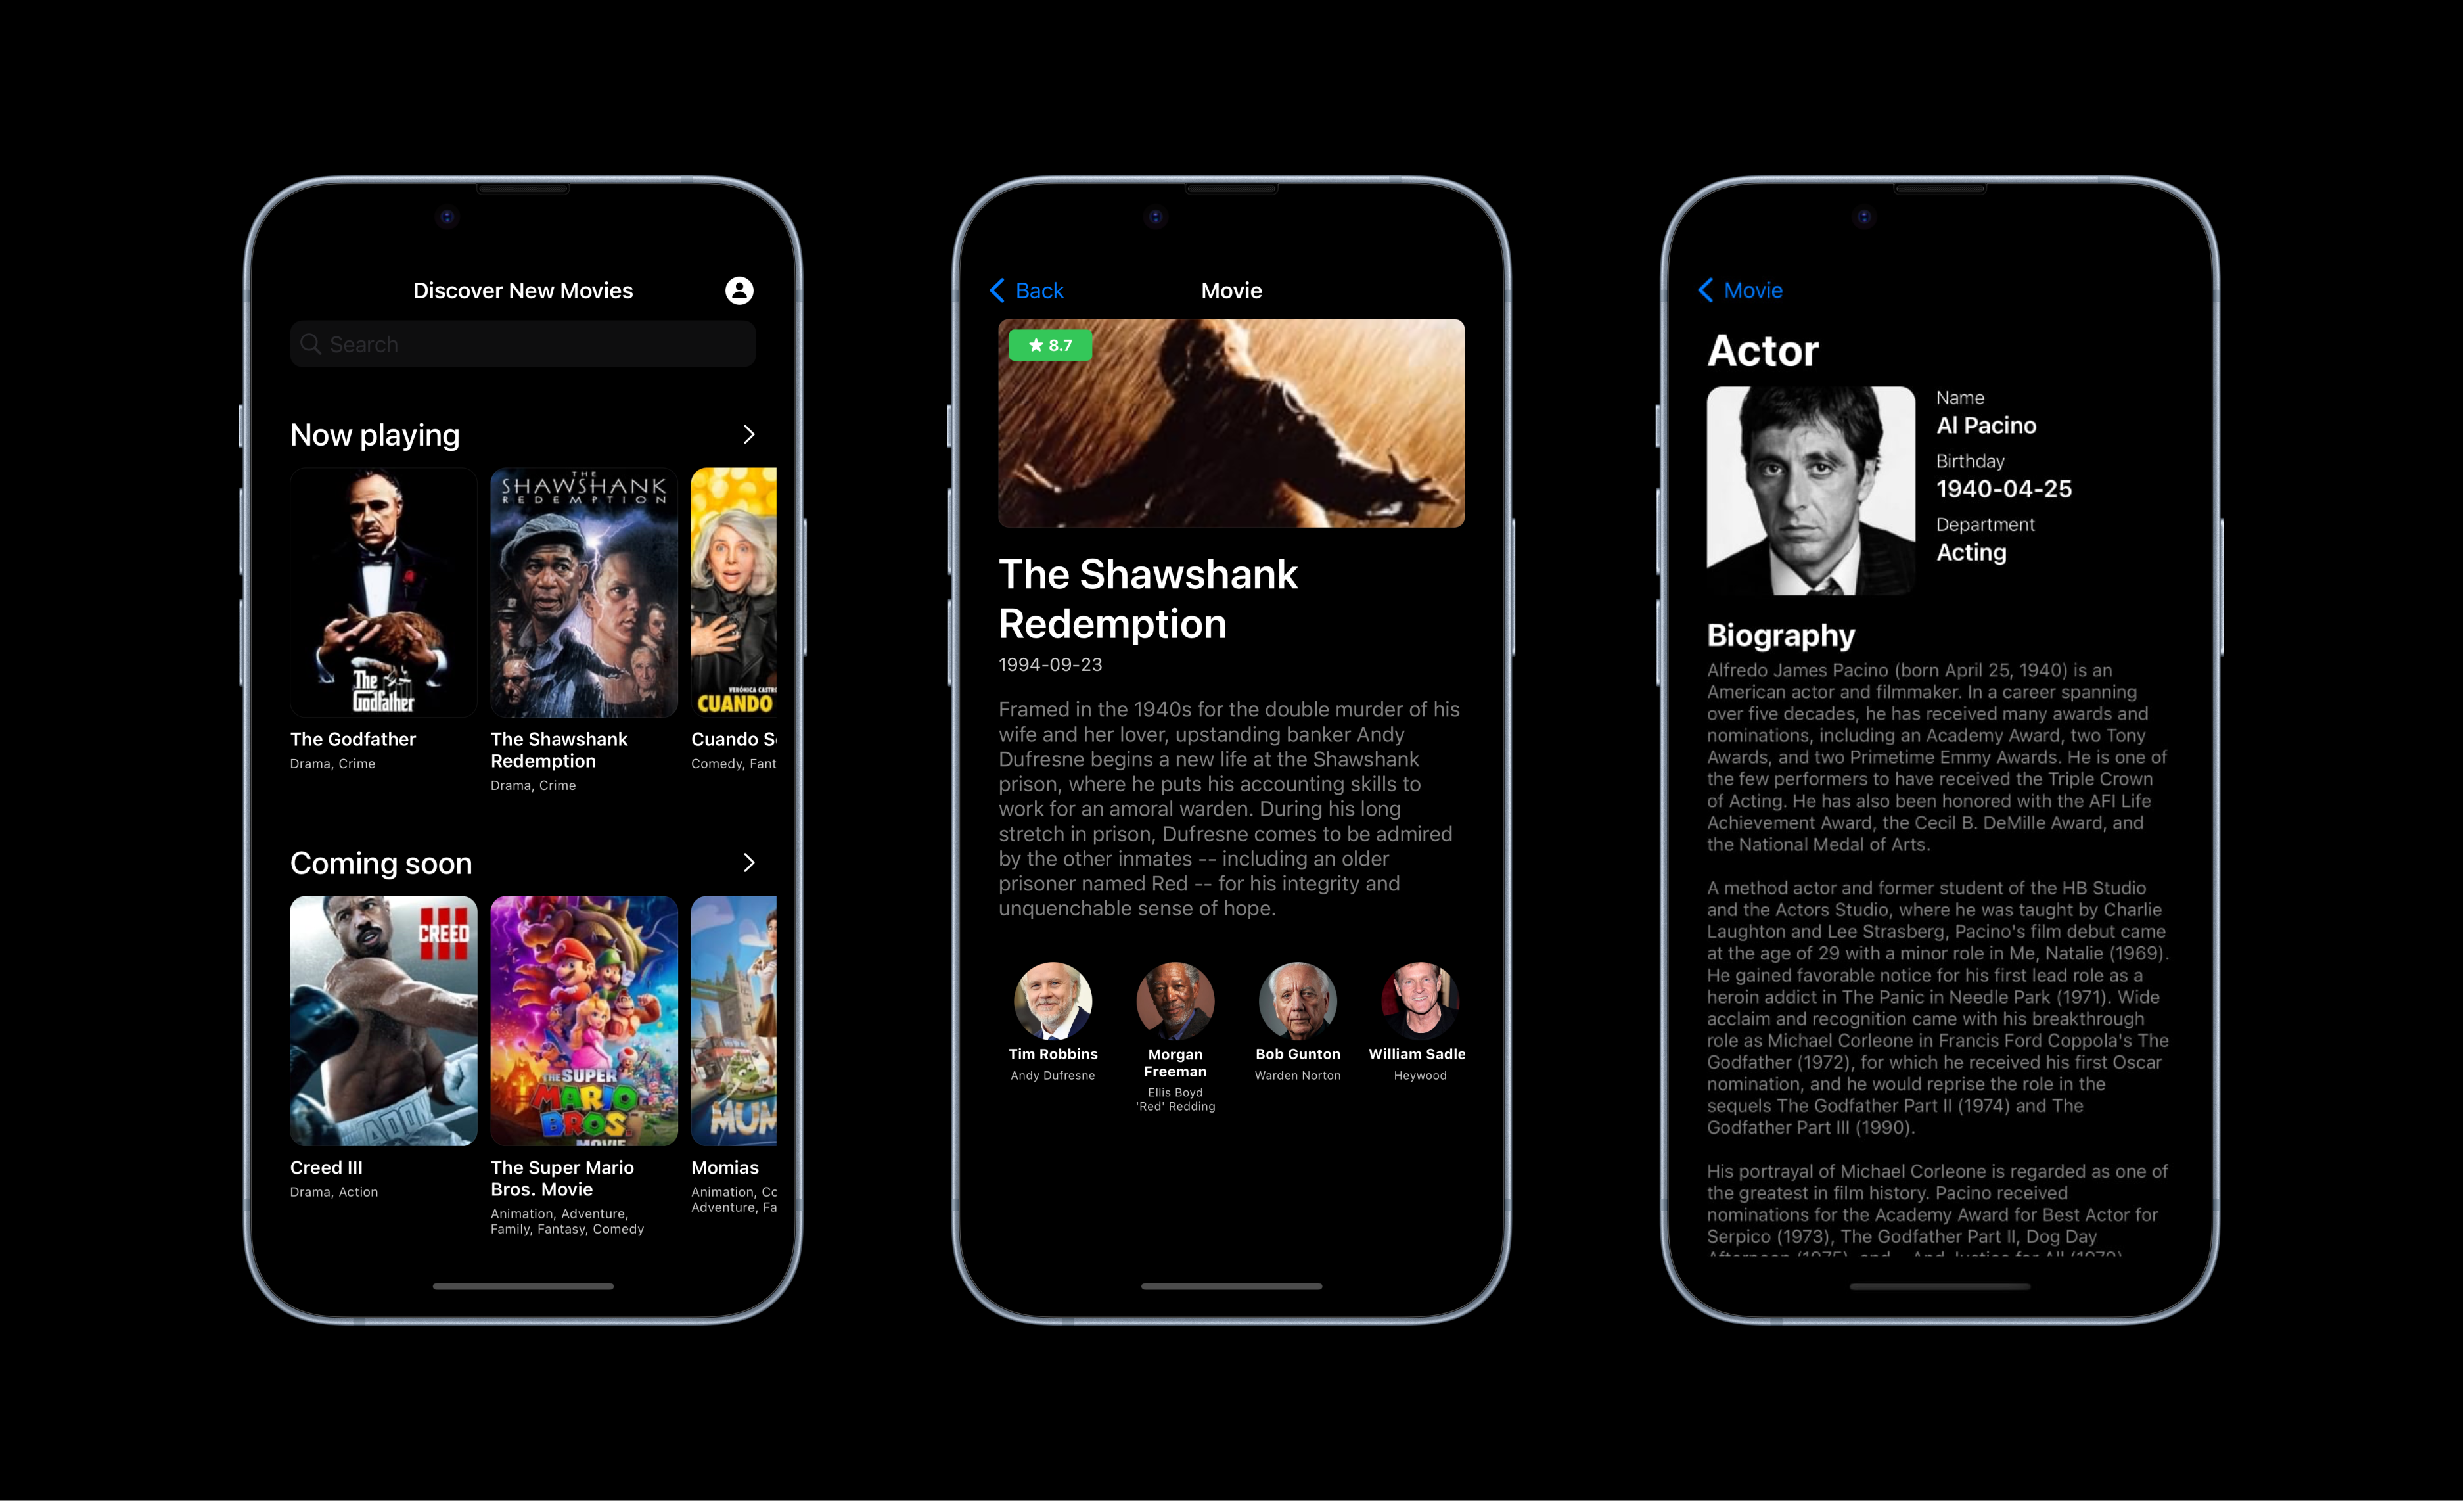 Discover New Movies
Search
Now playing
THE
SHAWSHANK
REDEMPTION
The
Godfather
VERÓNICA CASTR
CUANDO
The Godfather
Drama, Crime
The Shawshank
Redemption
Drama, Crime
Cuando S
Comedy, Fant
Coming soon
CREED
III
THE SUPER
MARIO
BROS.
MOVIE
MUM
Creed III
Drama, Action
The Super Mario
Bros. Movie
Animation, Adventure,
Family, Fantasy, Comedy
Momias
Animation, Co
Adventure, Fa
Back
Movie
★ 8.7
The Shawshank
Redemption
1994-09-23
Framed in the 1940s for the double murder of his
wife and her lover, upstanding banker Andy
Dufresne begins a new life at the Shawshank
prison, where he puts his accounting skills to
work for an amoral warden. During his long
stretch in prison, Dufresne comes to be admired
by the other inmates -- including an older
prisoner named Red -- for his integrity and
unquenchable sense of hope.
Tim Robbins
Andy Dufresne
Morgan
Freeman
Ellis Boyd
'Red' Redding
Bob Gunton
Warden Norton
William Sadle
Heywood
Movie
Actor
Name
Al Pacino
Birthday
1940-04-25
Department
Acting
Biography
Alfredo James Pacino (born April 25, 1940) is an
American actor and filmmaker. In a career spanning
over five decades, he has received many awards and
nominations, including an Academy Award, two Tony
Awards, and two Primetime Emmy Awards. He is one of
the few performers to have received the Triple Crown
of Acting. He has also been honored with the AFI Life
Achievement Award, the Cecil B. DeMille Award, and
the National Medal of Arts.
A method actor and former student of the HB Studio
and the Actors Studio, where he was taught by Charlie
Laughton and Lee Strasberg, Pacino's film debut came
at the age of 29 with a minor role in Me, Natalie (1969).
He gained favorable notice for his first lead role as a
heroin addict in The Panic in Needle Park (1971). Wide
acclaim and recognition came with his breakthrough
role as Michael Corleone in Francis Ford Coppola's The
Godfather (1972), for which he received his first Oscar
nomination, and he would reprise the role in the
sequels The Godfather Part II (1974) and The
Godfather Part III (1990).
His portrayal of Michael Corleone is regarded as one of
the greatest in film history. Pacino received
nominations for the Academy Award for Best Actor for
Serpico (1973), The Godfather Part II, Dog Day
Afternoon (1975), and ...And Justice for All (1979)